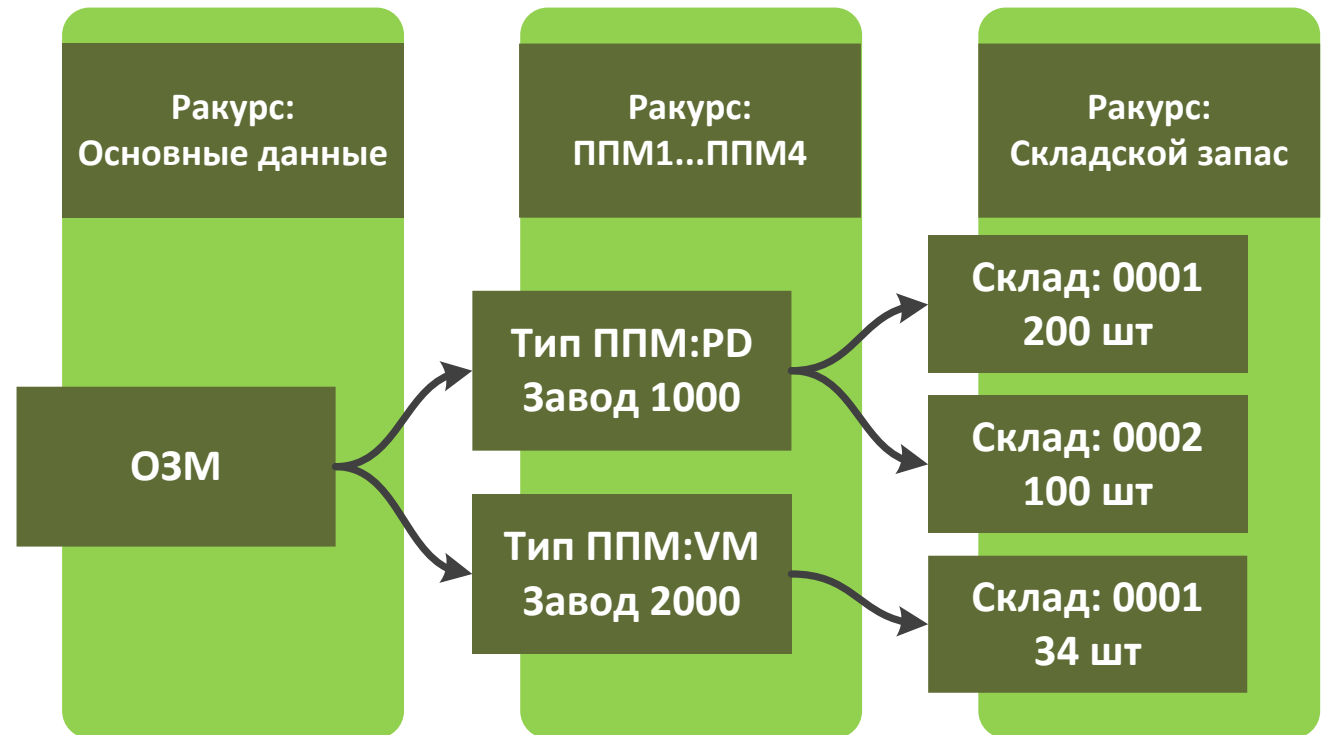 Ракурс:
Основные данные
Ракурс:
ППМ1...ППМ4
Ракурс:
Складской запас
ОЗМ
Тип ППМ:PD
Завод 1000
Тип ППМ:VM
Завод 2000
Склад: 0001
200 шт
Склад: 0002
100 шт
Склад: 0001
34 шт